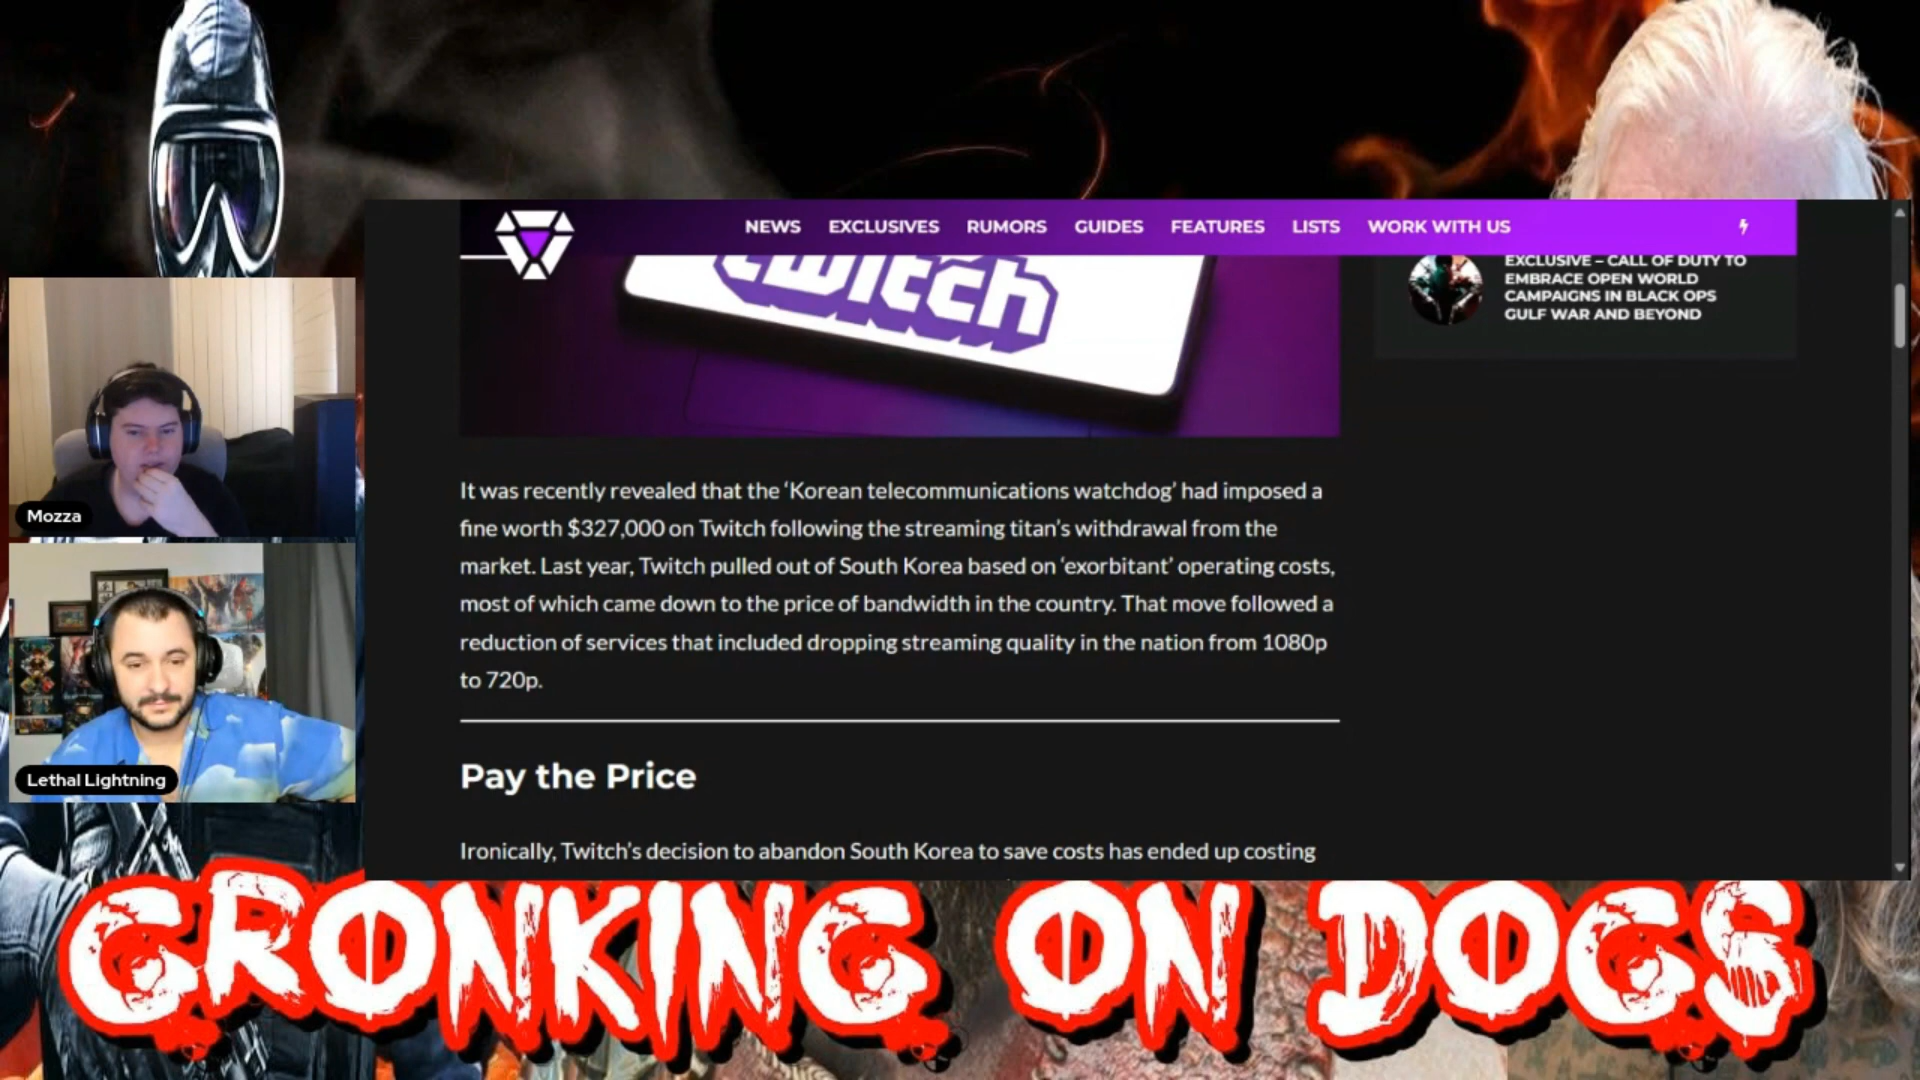 NEWS EXCLUSIVES RUMORS GUIDES FEATURES LISTS WORK WITH US
twitch
EXCLUSIVE – CALL OF DUTY TO
EMBRACE OPEN WORLD
CAMPAIGNS IN BLACK OPS
GULF WAR AND BEYOND
Mozza
Lethal Lightning
It was recently revealed that the ‘Korean telecommunications watchdog’ had imposed a
fine worth $327,000 on Twitch following the streaming titan’s withdrawal from the
market. Last year, Twitch pulled out of South Korea based on ‘exorbitant’ operating costs,
most of which came down to the price of bandwidth in the country. That move followed a
reduction of services that included dropping streaming quality in the nation from 1080p
to 720p.
Pay the Price
Ironically, Twitch’s decision to abandon South Korea to save costs has ended up costing
GRONKING ON DOGS